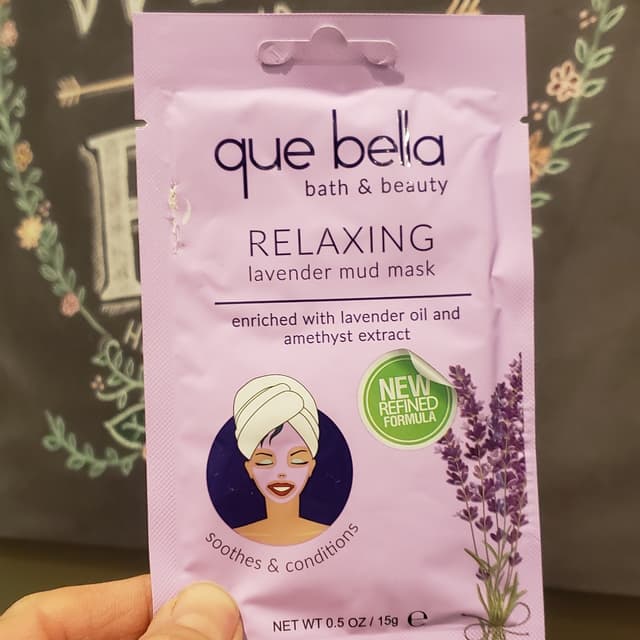 que bella
bath & beauty
RELAXING
lavender mud mask
enriched with lavender oil and
amethyst extract
NEW
REFINED
FORMULA
soothes & conditions
NET WT 0.5 OZ / 15g ℮